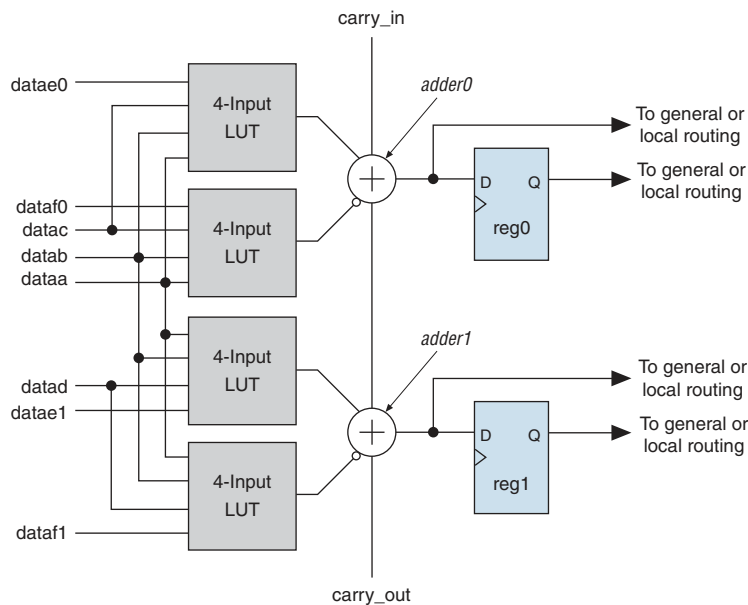 carry_in
adder0
datae0
4-Input
LUT
To general or
local routing
D Q
reg0
To general or
local routing
dataf0
datac
datab
dataa
4-Input
LUT
adder1
4-Input
LUT
datad
datae1
To general or
local routing
D Q
reg1
To general or
local routing
4-Input
LUT
dataf1
carry_out